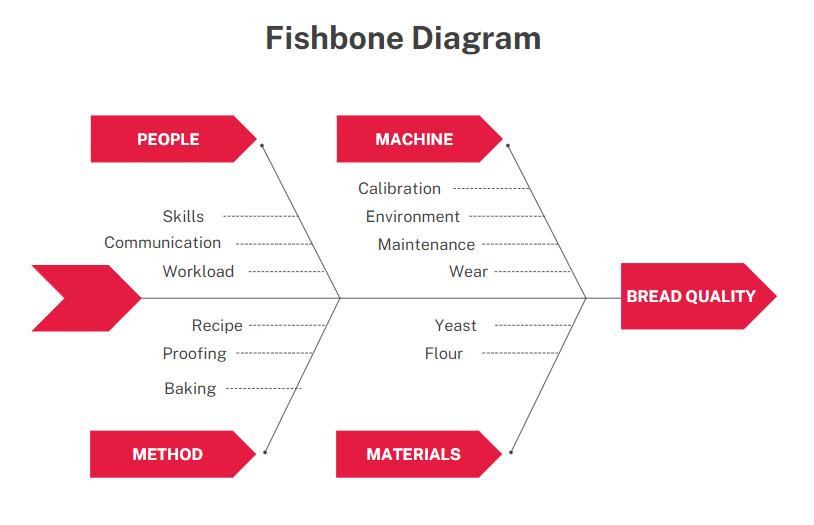 Fishbone Diagram
PEOPLE
MACHINE
Calibration
Skills
Environment
Communication
Maintenance
Workload
Wear
BREAD QUALITY
Recipe
Yeast
Proofing
Flour
Baking
METHOD
MATERIALS